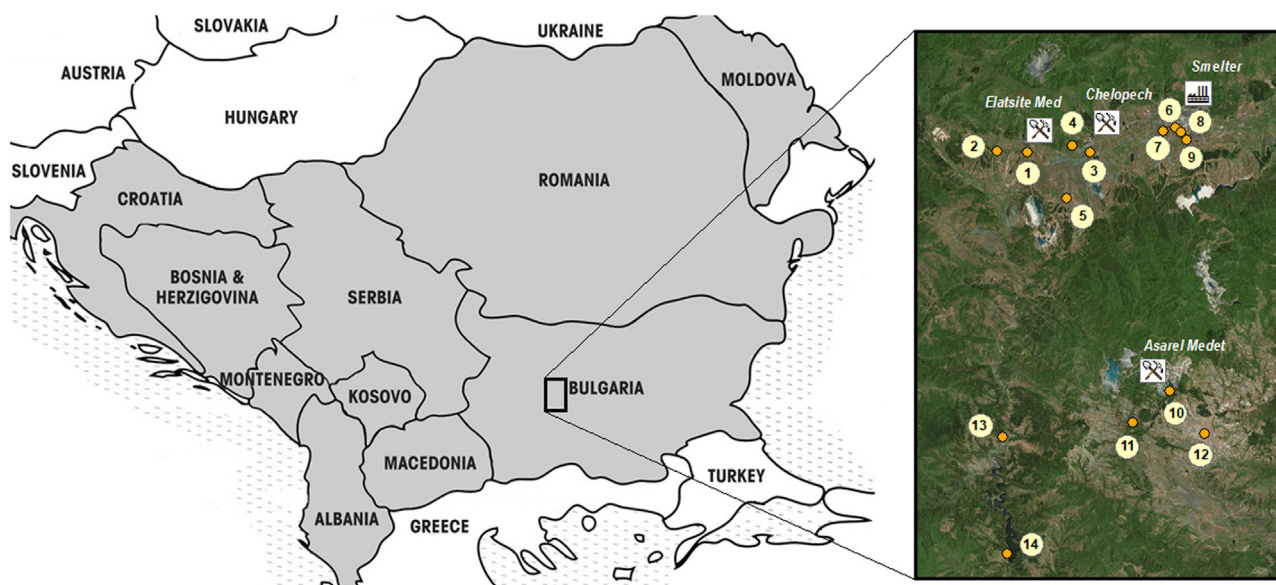 SLOVAKIA
UKRAINE
AUSTRIA
MOLDOVA
HUNGARY
SLOVENIA
ROMANIA
CROATIA
BOSNIA &
HERZIGOVINA
SERBIA
MONTENEGRO
KOSOVO
BULGARIA
MACEDONIA
TURKEY
ALBANIA
GREECE
Smelter
Elatsite Med
Chelopech
4
6
8
2
1
3
7
9
5
Asarel Medet
10
13
11
12
14